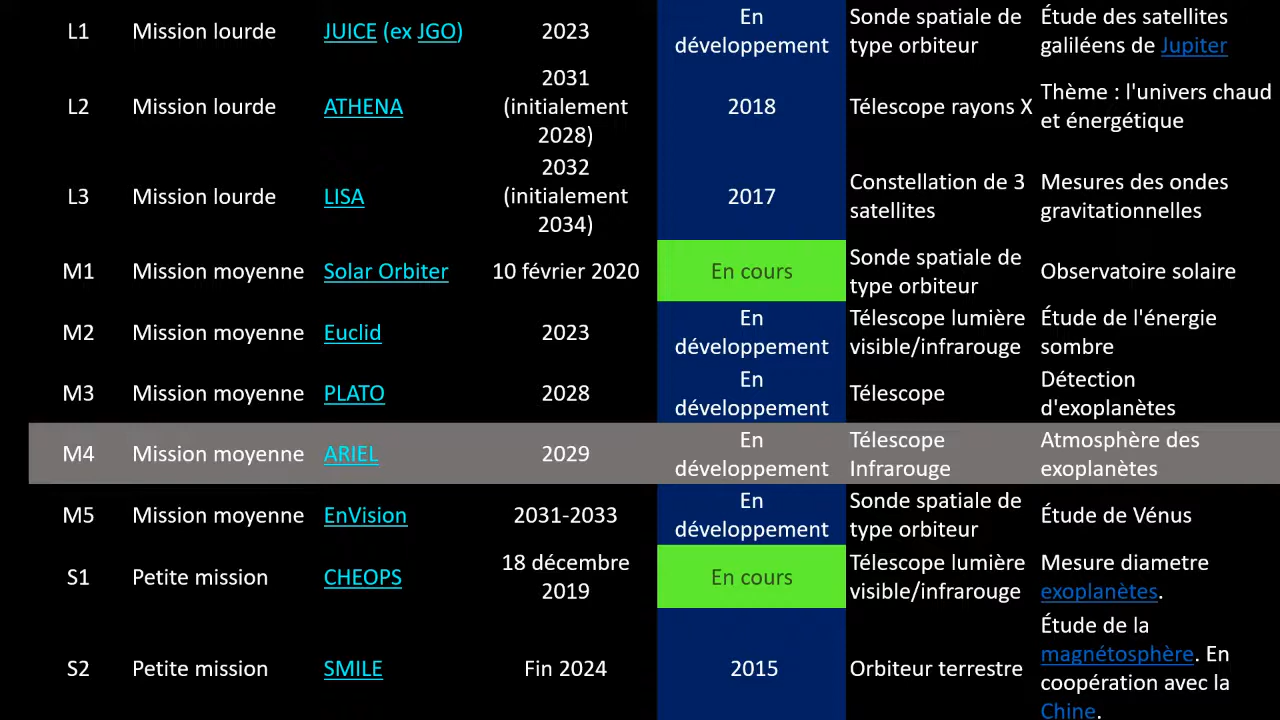 L1 Mission lourde JUICE (ex JGO) 2023 En développement Sonde spatiale de type orbiteur Étude des satellites galiléens de Jupiter
L2 Mission lourde ATHENA 2031 (initialement 2028) 2018 Télescope rayons X Thème : l'univers chaud et énergétique
L3 Mission lourde LISA 2032 (initialement 2034) 2017 Constellation de 3 satellites Mesures des ondes gravitationnelles
M1 Mission moyenne Solar Orbiter 10 février 2020 En cours Sonde spatiale de type orbiteur Observatoire solaire
M2 Mission moyenne Euclid 2023 En développement Télescope lumière visible/infrarouge Étude de l'énergie sombre
M3 Mission moyenne PLATO 2028 En développement Télescope Détection d'exoplanètes
M4 Mission moyenne ARIEL 2029 En développement Télescope Infrarouge Atmosphère des exoplanètes
M5 Mission moyenne EnVision 2031-2033 En développement Sonde spatiale de type orbiteur Étude de Vénus
S1 Petite mission CHEOPS 18 décembre 2019 En cours Télescope lumière visible/infrarouge Mesure diametre exoplanètes.
S2 Petite mission SMILE Fin 2024 2015 Orbiteur terrestre Étude de la magnétosphère. En coopération avec la Chine.